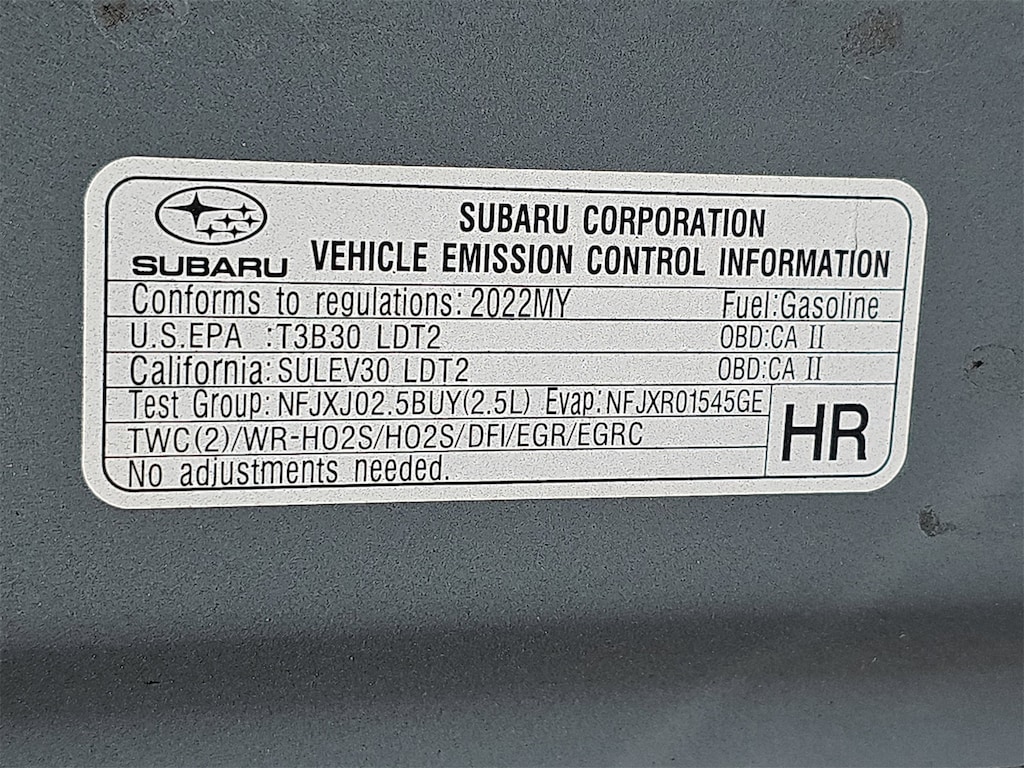 SUBARU CORPORATION
SUBARU VEHICLE EMISSION CONTROL INFORMATION
Conforms to regulations: 2022MY Fuel:Gasoline
U.S.EPA :T3B30 LDT2 OBD:CA II
California:SULEV30 LDT2 OBD:CA II
Test Group: NFJXJ02.5BUY(2.5L) Evap:NFJXR01545GE
HR
TWC(2)/WR-HO2S/HO2S/DFI/EGR/EGRC
No adjustments needed.